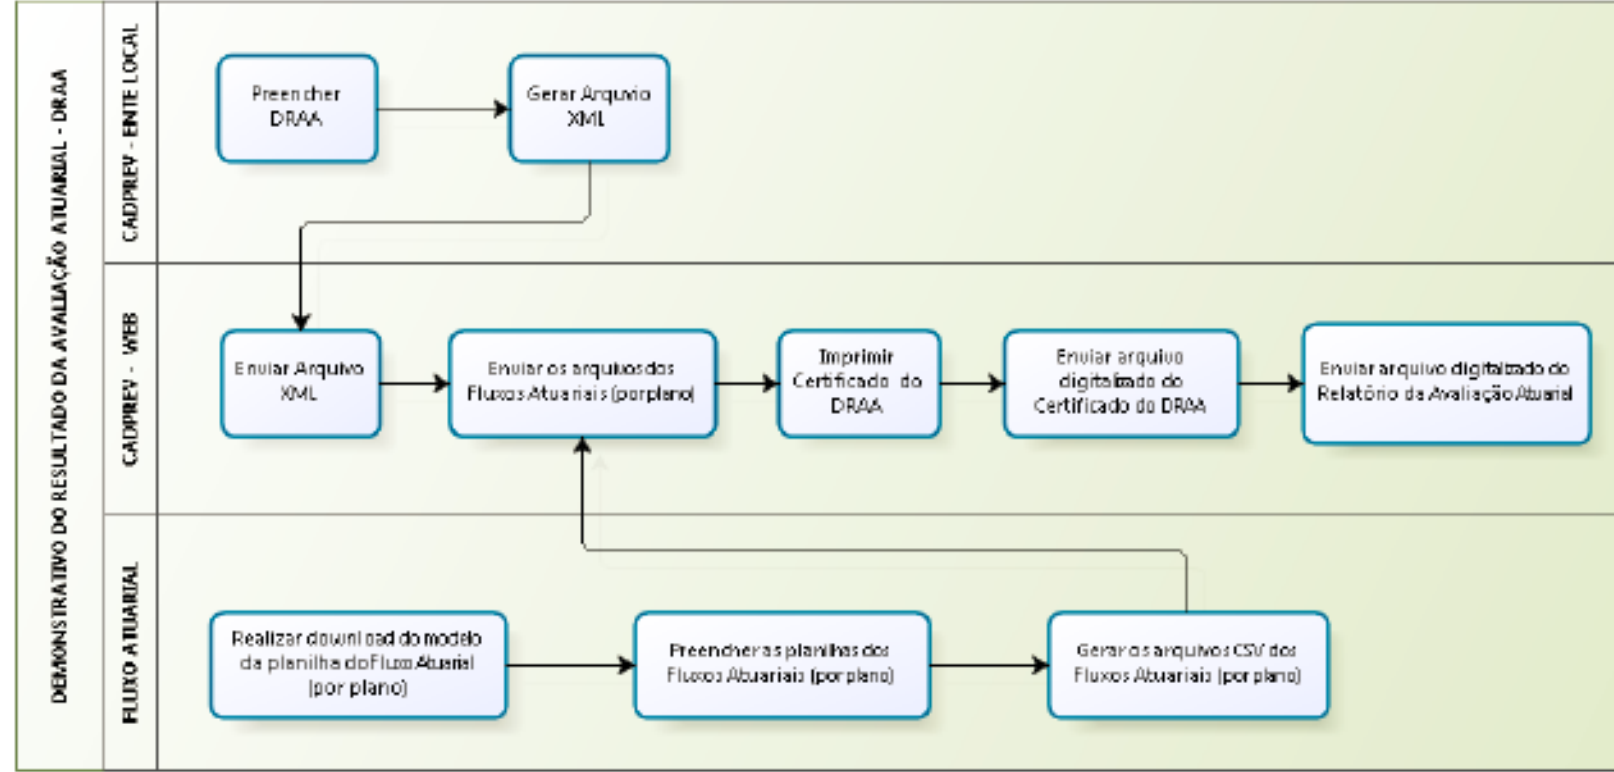 DEMONSTRATIVO DO RESULTADO DA AVALIAÇÃO ATUARIAL - DRAA
CADPREV - ENTE LOCAL
Preencher
DRAA
Gerar Arquvio
XML
CADPREV - WEB
Enviar Arquivo
XML
Enviar os arquivos dos
Fluxos Atuariais (por plano)
Imprimir
Certificado do
DRAA
Enviar arquivo
digitalizado do
Certificado do DRAA
Enviar arquivo digitalizado do
Relatório da Avaliação Atuarial
FLUXO ATUARIAL
Realizar download do modelo
da planilha do Fluxo Atuarial
(por plano)
Preencher as planilhas dos
Fluxos Atuariais (por plano)
Gerar os arquivos CSV dos
Fluxos Atuariais (por plano)